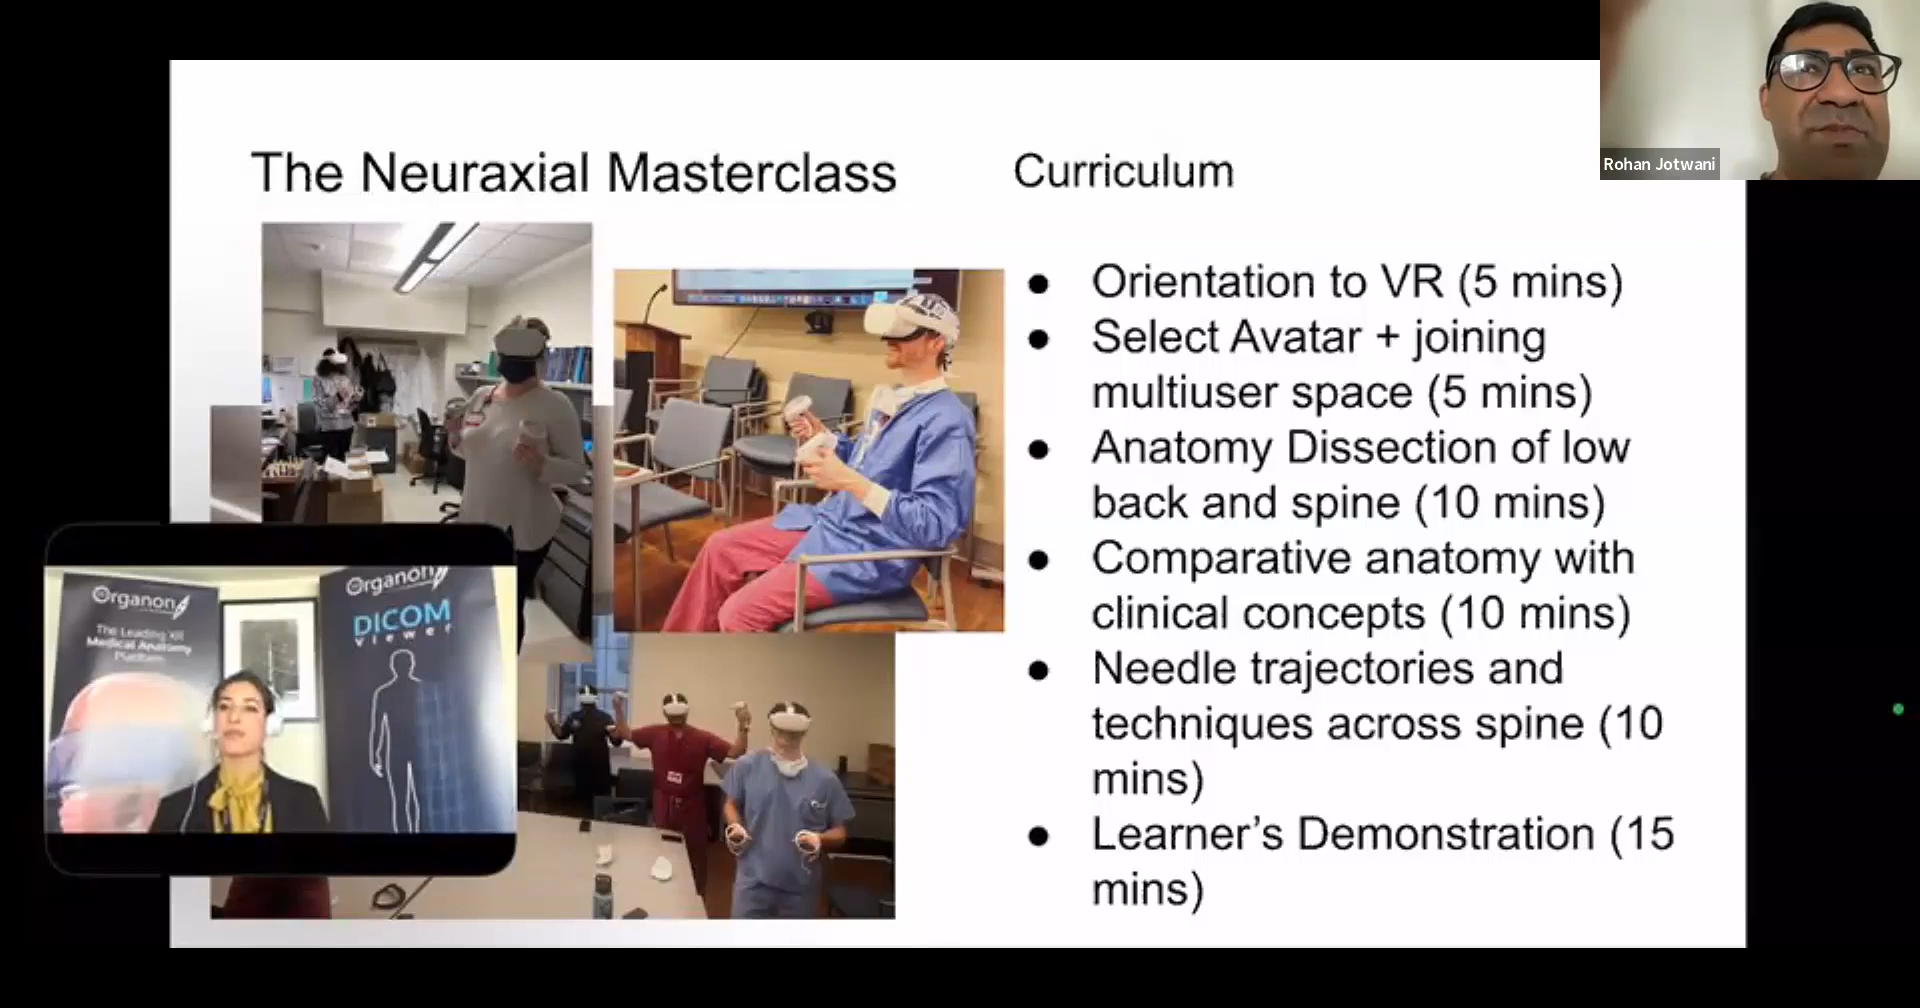 Rohan Jotwani
The Neuraxial Masterclass
Curriculum
● Orientation to VR (5 mins)
● Select Avatar + joining
multiuser space (5 mins)
● Anatomy Dissection of low
back and spine (10 mins)
● Comparative anatomy with
clinical concepts (10 mins)
● Needle trajectories and
techniques across spine (10
mins)
● Learner’s Demonstration (15
mins)
Organon
The Leading XR
Medical Anatomy
Platform
Organon
DICOM
viewer